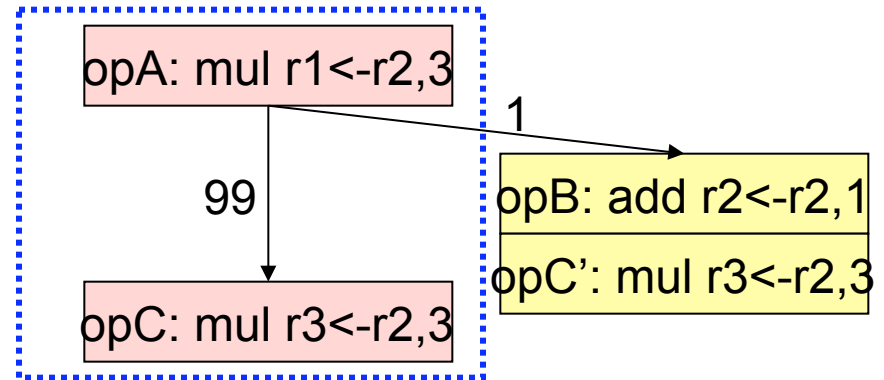 opA: mul r1<-r2,3
1
99
opB: add r2<-r2,1
opC’: mul r3<-r2,3
opC: mul r3<-r2,3